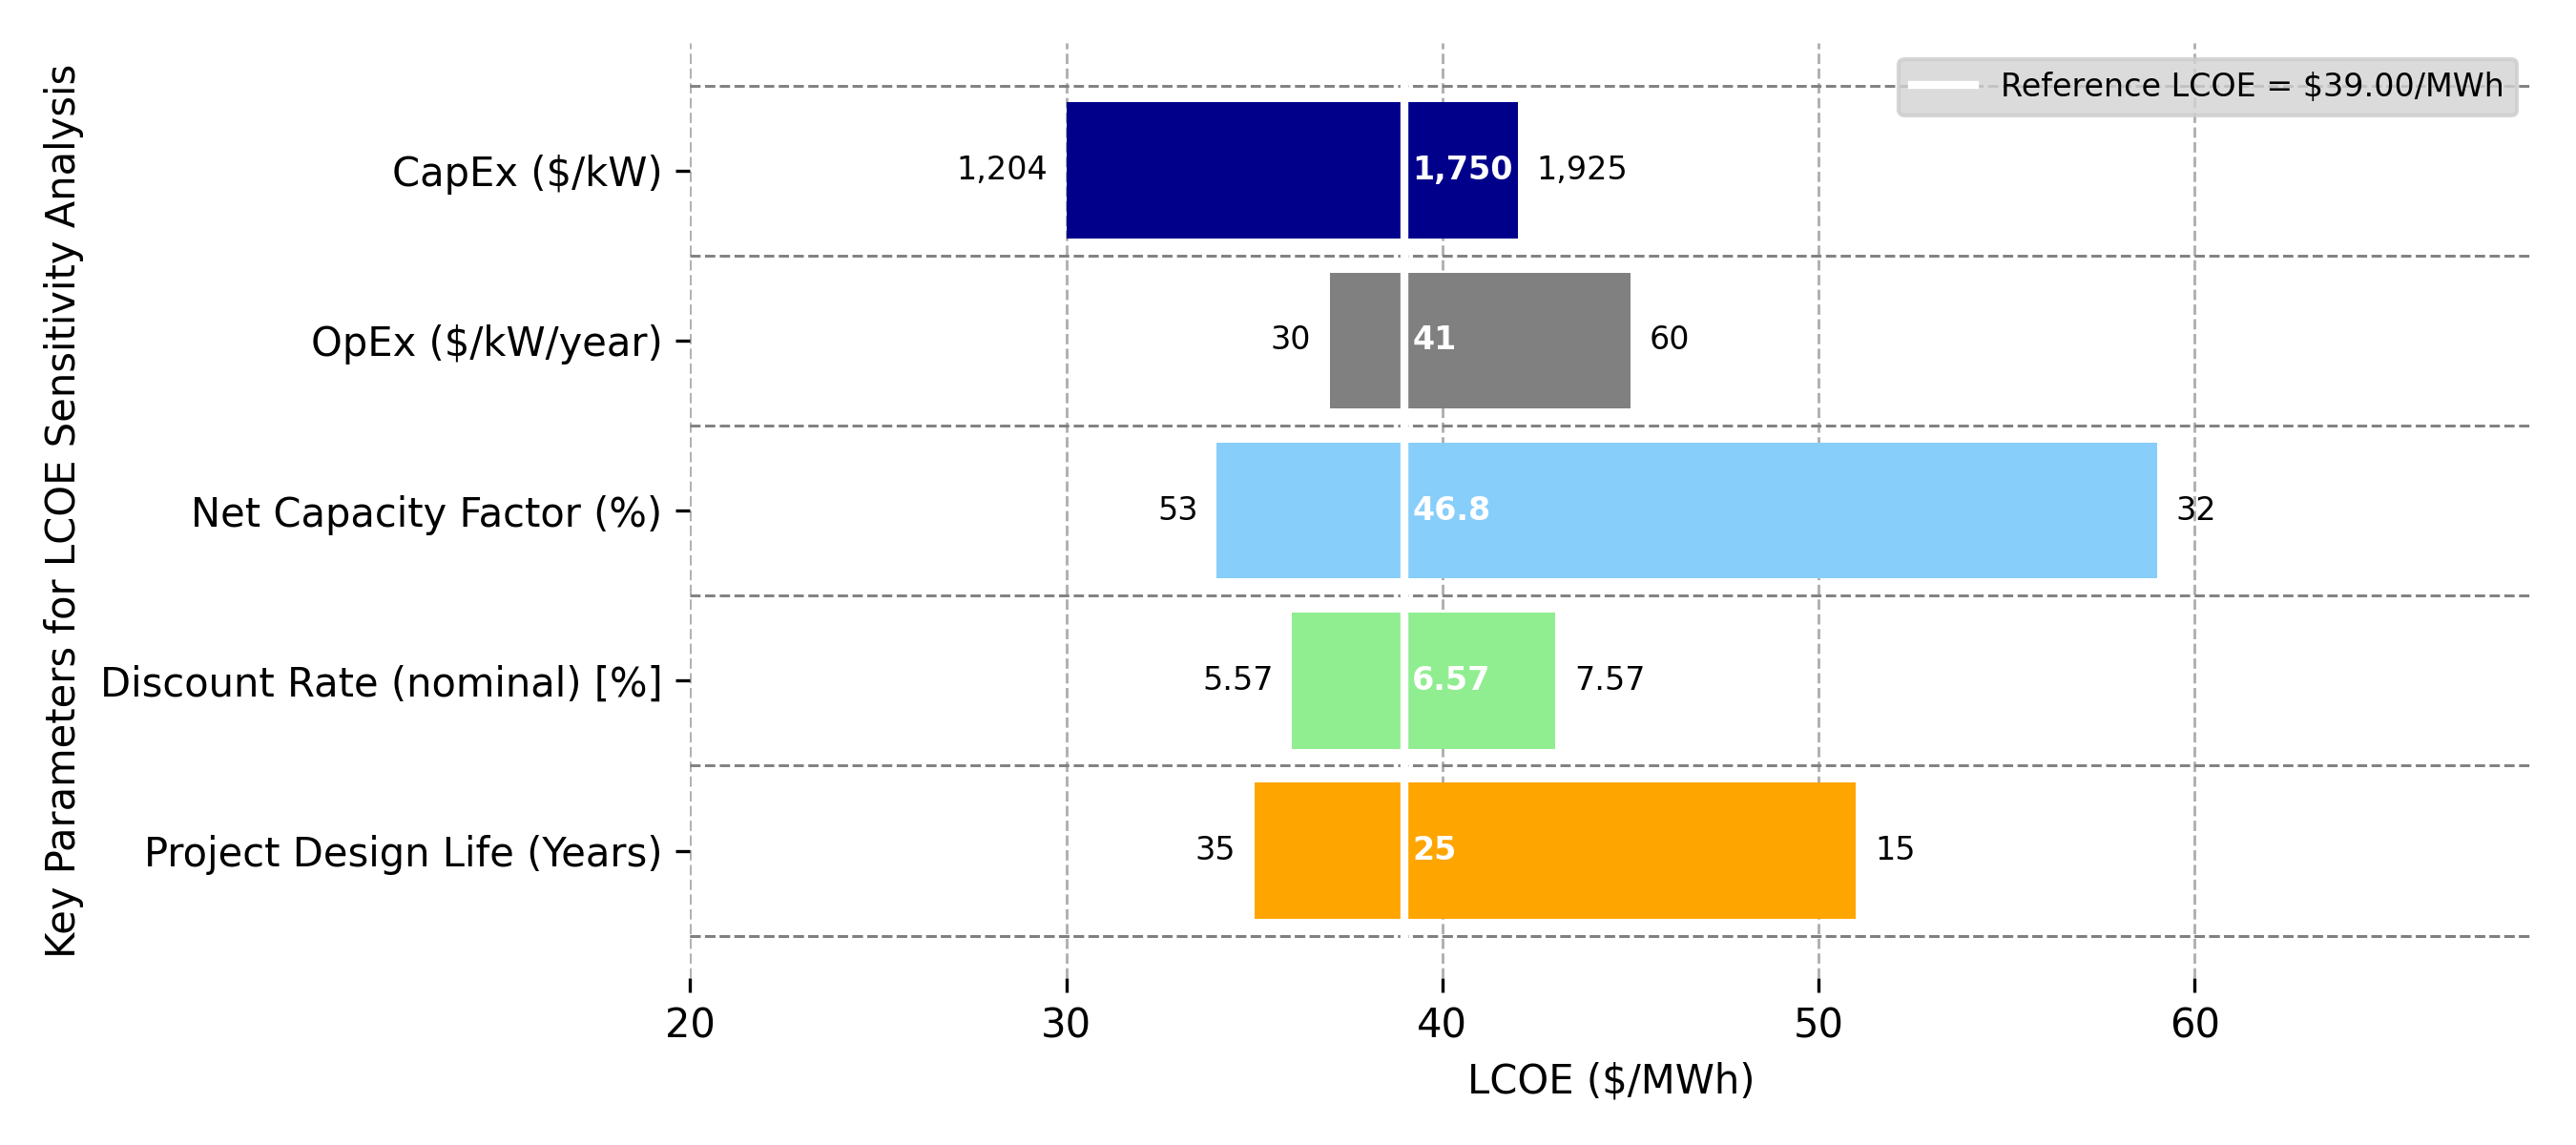 Reference LCOE = $39.00/MWh
Key Parameters for LCOE Sensitivity Analysis
CapEx ($/kW)
1,204
1,750
1,925
OpEx ($/kW/year)
30
41
60
Net Capacity Factor (%)
53
46.8
32
Discount Rate (nominal) [%]
5.57
6.57
7.57
Project Design Life (Years)
35
25
15
20
30
40
50
60
LCOE ($/MWh)